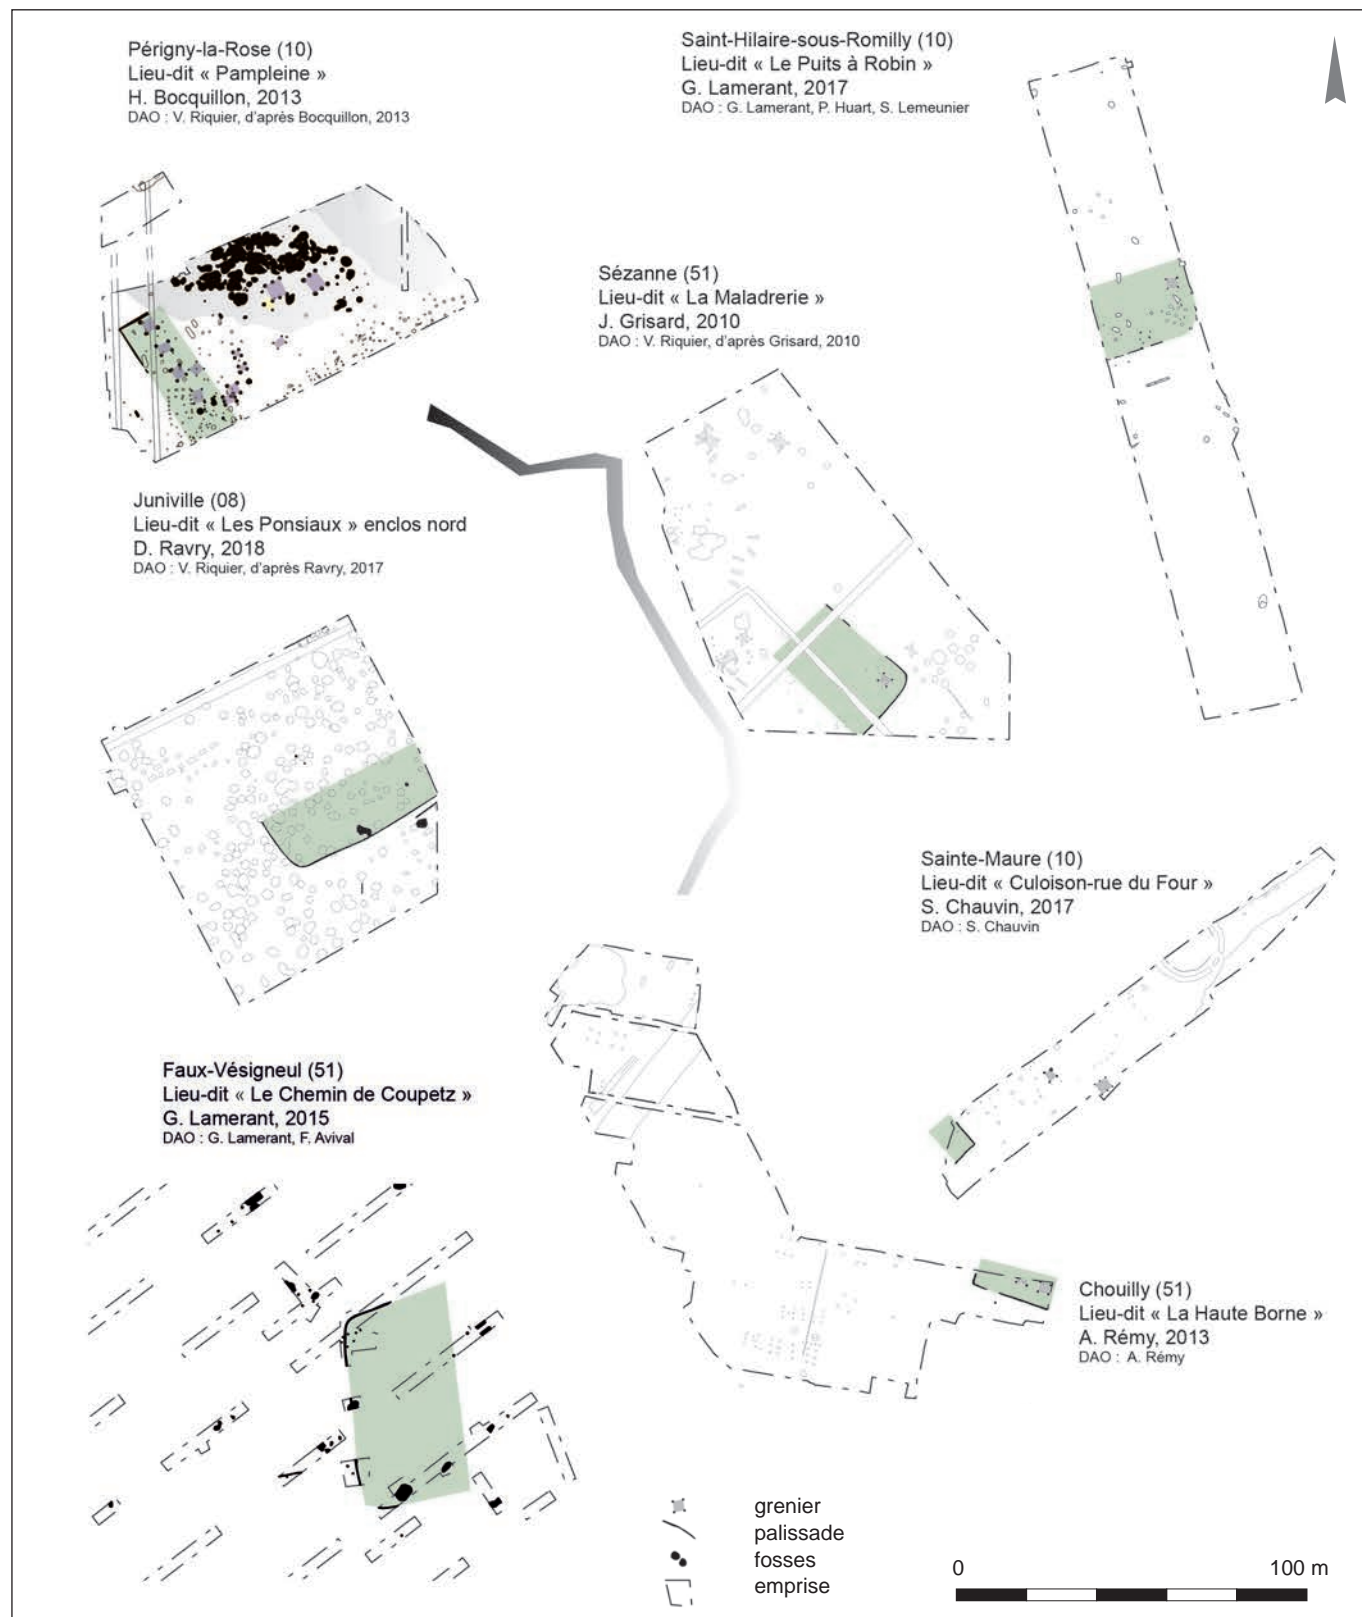 Périgny-la-Rose (10)
Lieu-dit « Pampleine »
H. Bocquillon, 2013
DAO : V. Riquier, d'après Bocquillon, 2013
Saint-Hilaire-sous-Romilly (10)
Lieu-dit « Le Puits à Robin »
G. Lamerant, 2017
DAO : G. Lamerant, P. Huart, S. Lemeunier
Sézanne (51)
Lieu-dit « La Maladrerie »
J. Grisard, 2010
DAO : V. Riquier, d'après Grisard, 2010
Juniville (08)
Lieu-dit « Les Ponsiaux » enclos nord
D. Ravry, 2018
DAO : V. Riquier, d'après Ravry, 2017
Sainte-Maure (10)
Lieu-dit « Culoison-rue du Four »
S. Chauvin, 2017
DAO : S. Chauvin
Faux-Vésigneul (51)
Lieu-dit « Le Chemin de Coupetz »
G. Lamerant, 2015
DAO : G. Lamerant, F. Avival
Chouilly (51)
Lieu-dit « La Haute Borne »
A. Rémy, 2013
DAO : A. Rémy
grenier
palissade
fosses
emprise
0 100 m